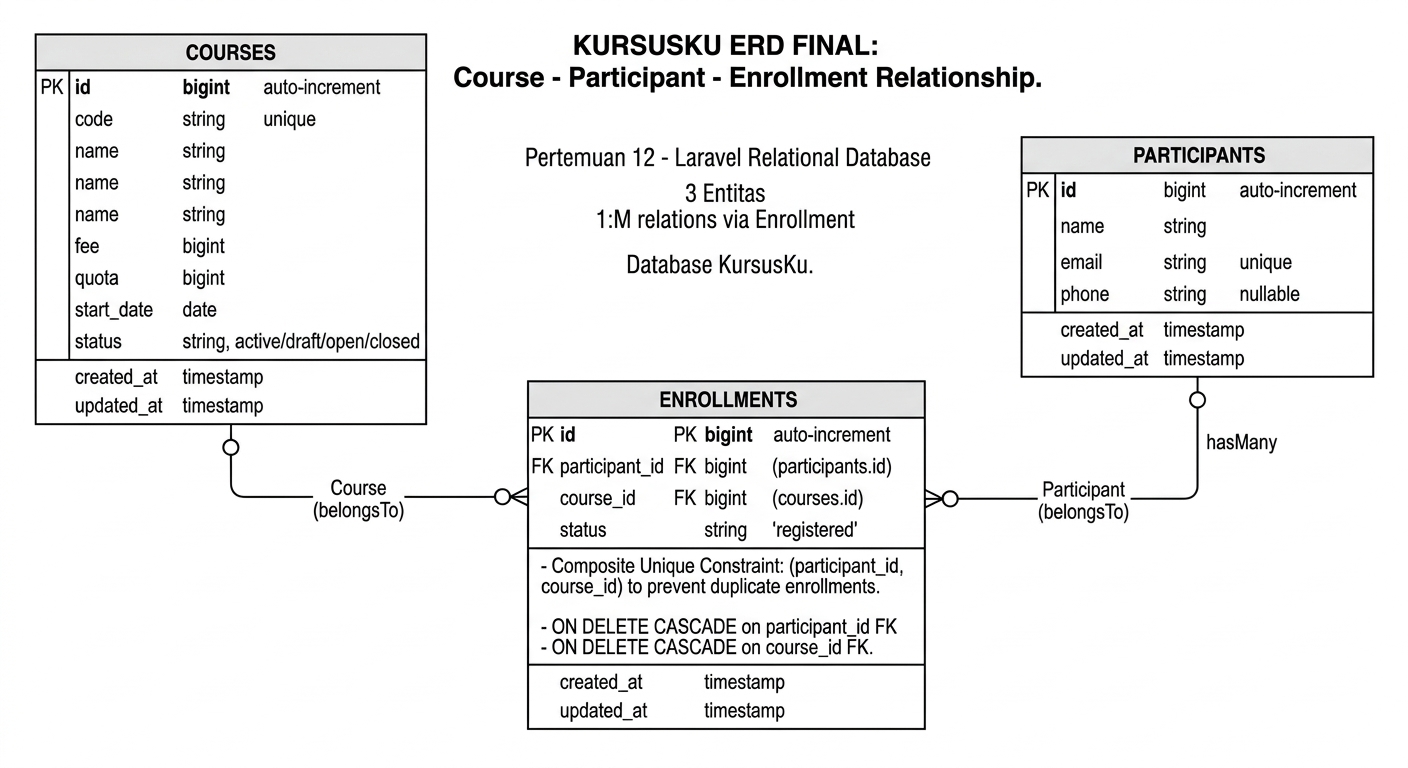 KURSUSKU ERD FINAL:
Course - Participant - Enrollment Relationship.
Pertemuan 12 - Laravel Relational Database
3 Entitas
1:M relations via Enrollment
Database KursusKu.
COURSES
PK id bigint auto-increment
code string unique
name string
name string
name string
fee bigint
quota bigint
start_date date
status string, active/draft/open/closed
created_at timestamp
updated_at timestamp
PARTICIPANTS
PK id bigint auto-increment
name string
email string unique
phone string nullable
created_at timestamp
updated_at timestamp
hasMany
Course
(belongsTo)
Participant
(belongsTo)
ENROLLMENTS
PK id PK bigint auto-increment
FK participant_id FK bigint (participants.id)
course_id FK bigint (courses.id)
status string 'registered'
- Composite Unique Constraint: (participant_id,
course_id) to prevent duplicate enrollments.
- ON DELETE CASCADE on participant_id FK
- ON DELETE CASCADE on course_id FK.
created_at timestamp
updated_at timestamp